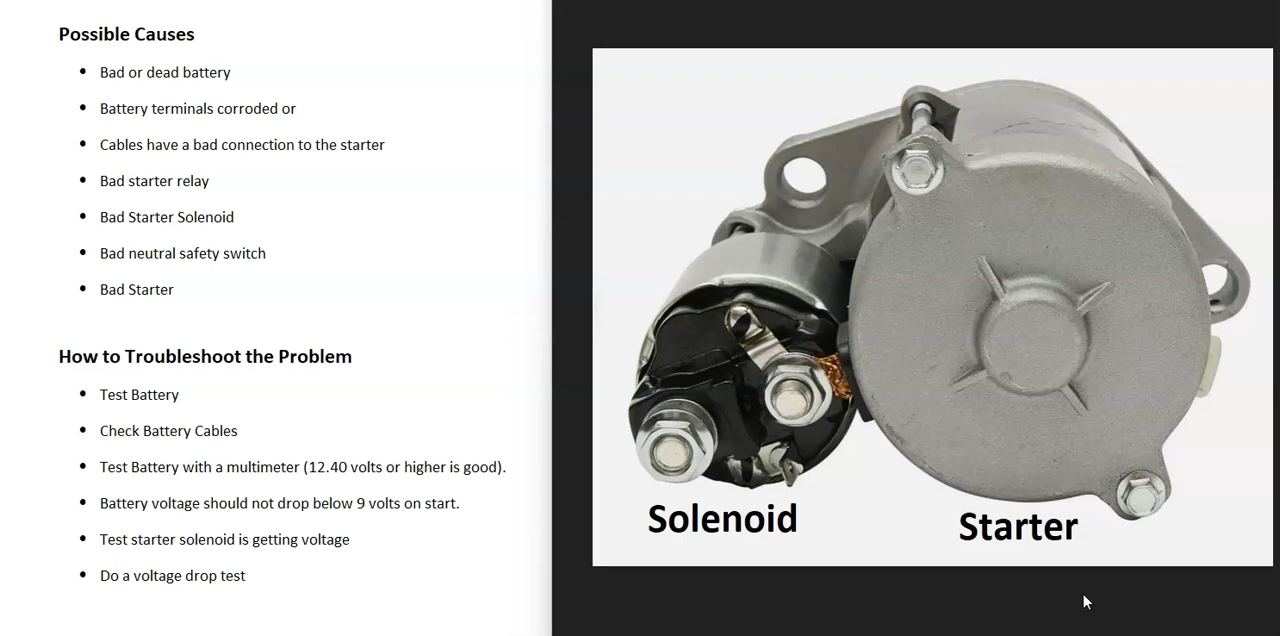 Possible Causes
Bad or dead battery
Battery terminals corroded or
Cables have a bad connection to the starter
Bad starter relay
Bad Starter Solenoid
Bad neutral safety switch
Bad Starter
How to Troubleshoot the Problem
Test Battery
Check Battery Cables
Test Battery with a multimeter (12.40 volts or higher is good).
Battery voltage should not drop below 9 volts on start.
Test starter solenoid is getting voltage
Do a voltage drop test
Solenoid
Starter